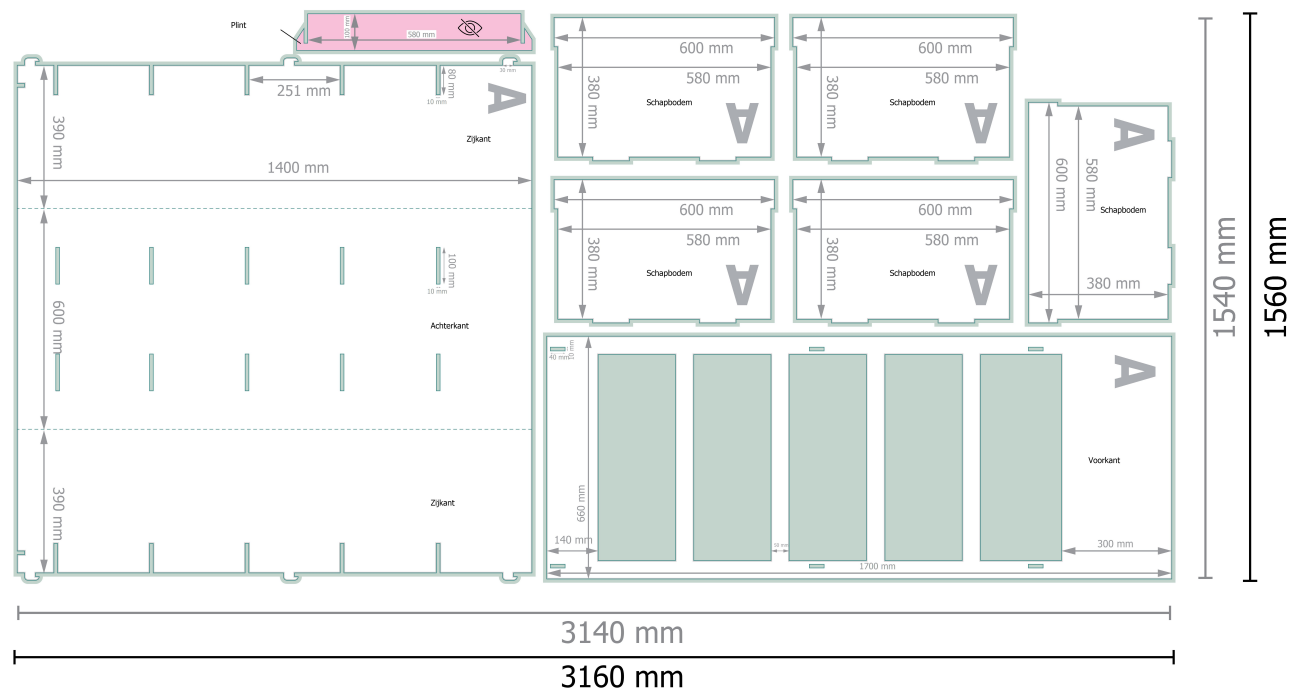 Plint
100 mm
580 mm
251 mm
80 mm
10 mm
30 mm
A
390 mm
Zijkant
1400 mm
100 mm
10 mm
600 mm
Achterkant
390 mm
Zijkant
600 mm
580 mm
380 mm
Schapbodem
A
600 mm
580 mm
380 mm
Schapbodem
A
600 mm
580 mm
380 mm
Schapbodem
A
600 mm
580 mm
380 mm
Schapbodem
A
A
600 mm
580 mm
Schapbodem
380 mm
40 mm
A
660 mm
Voorkant
140 mm
300 mm
1700 mm
1540 mm
1560 mm
3140 mm
3160 mm